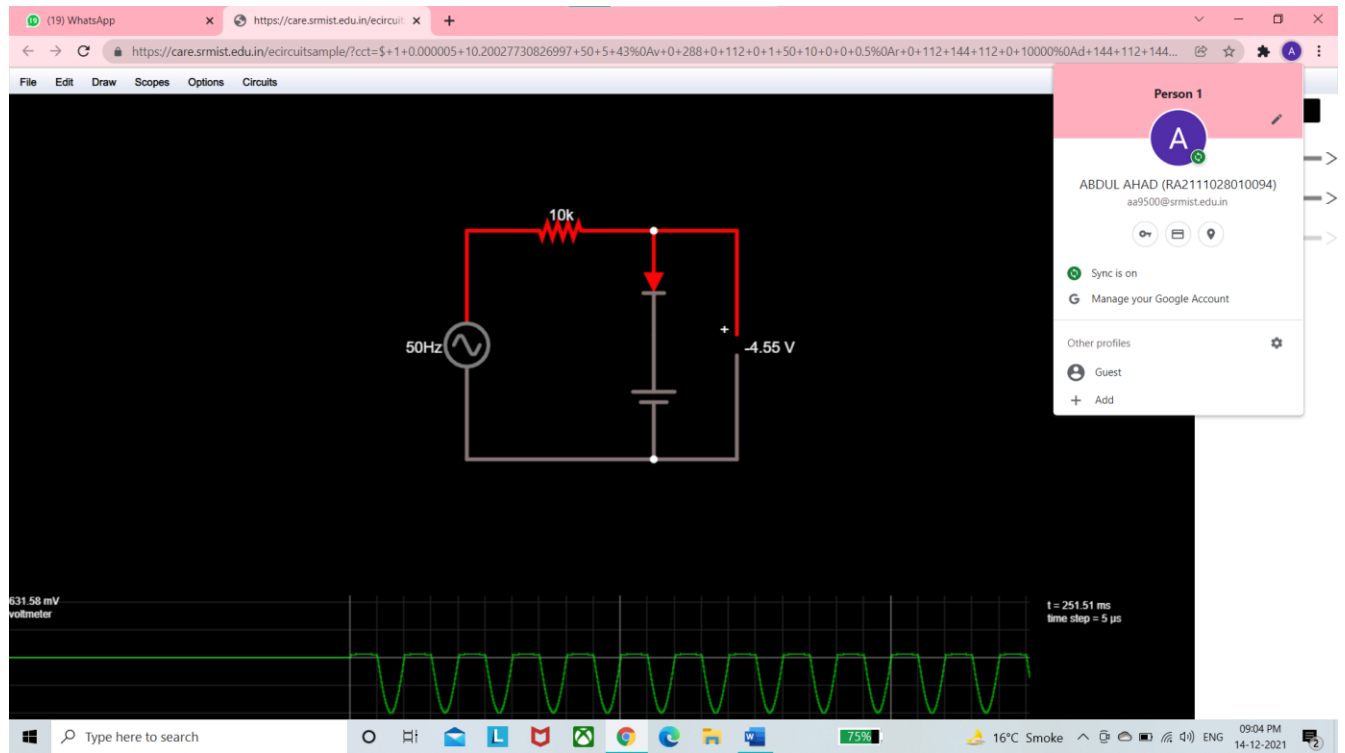 (19) WhatsApp
https://care.srmist.edu.in/ecircuit
https://care.srmist.edu.in/ecircuitsample/?cct=$+1+0.000005+10.20027730826997+50+5+43%0Av+0+288+0+112+0+1+50+10+0+0+0.5%0Ar+0+112+144+112+0+10000%0Ad+144+112+144...
A
File Edit Draw Scopes Options Circuits
Person 1
A
ABDUL AHAD (RA2111028010094)
aa9500@srmist.edu.in
Sync is on
G Manage your Google Account
Other profiles
Guest
+ Add
10k
50Hz
+
-4.55 V
631.58 mV
voltmeter
t = 251.51 ms
time step = 5 µs
Type here to search
L
W
75%
16°C Smoke
ENG
09:04 PM
14-12-2021
2